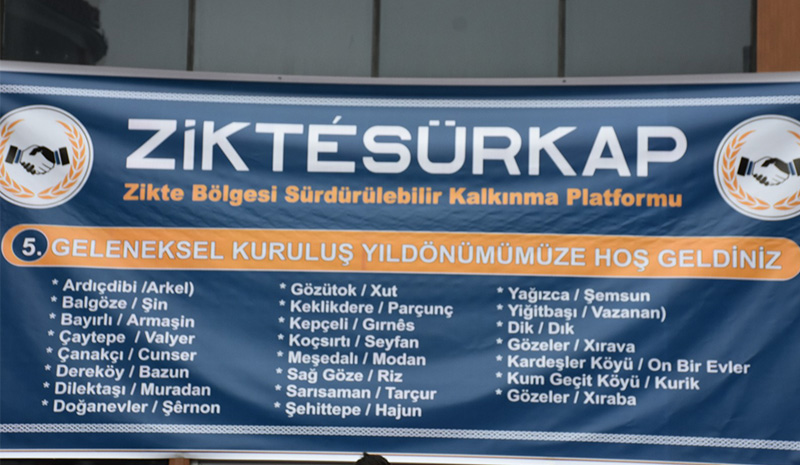 ZiKTÉSÜRKAP
Zikte Bölgesi Sürdürülebilir Kalkınma Platformu
5. GELENEKSEL KURULUŞ YILDÖNÜMÜMÜZE HOŞ GELDİNİZ
* Ardıçdibi /Arkel)
* Balgöze / Şin
* Bayırlı / Armaşin
* Çaytepe / Valyer
* Çanakçı / Cunser
* Dereköy / Bazun
* Dilektaşı / Muradan
* Doğanevler / Şêrnon
* Gözütok / Xut
* Keklikdere / Parçunç
* Kepçeli / Gırnês
* Koçsırtı / Seyfan
* Meşedalı / Modan
* Sağ Göze / Riz
* Sarısaman / Tarçur
* Şehittepe / Hajun
* Yağızca / Şemsun
* Yiğitbaşı / Vazanan)
* Dik / Dık
* Gözeler / Xırava
* Kardeşler Köyü / On Bir Evler
* Kum Geçit Köyü / Kurik
* Gözeler / Xıraba